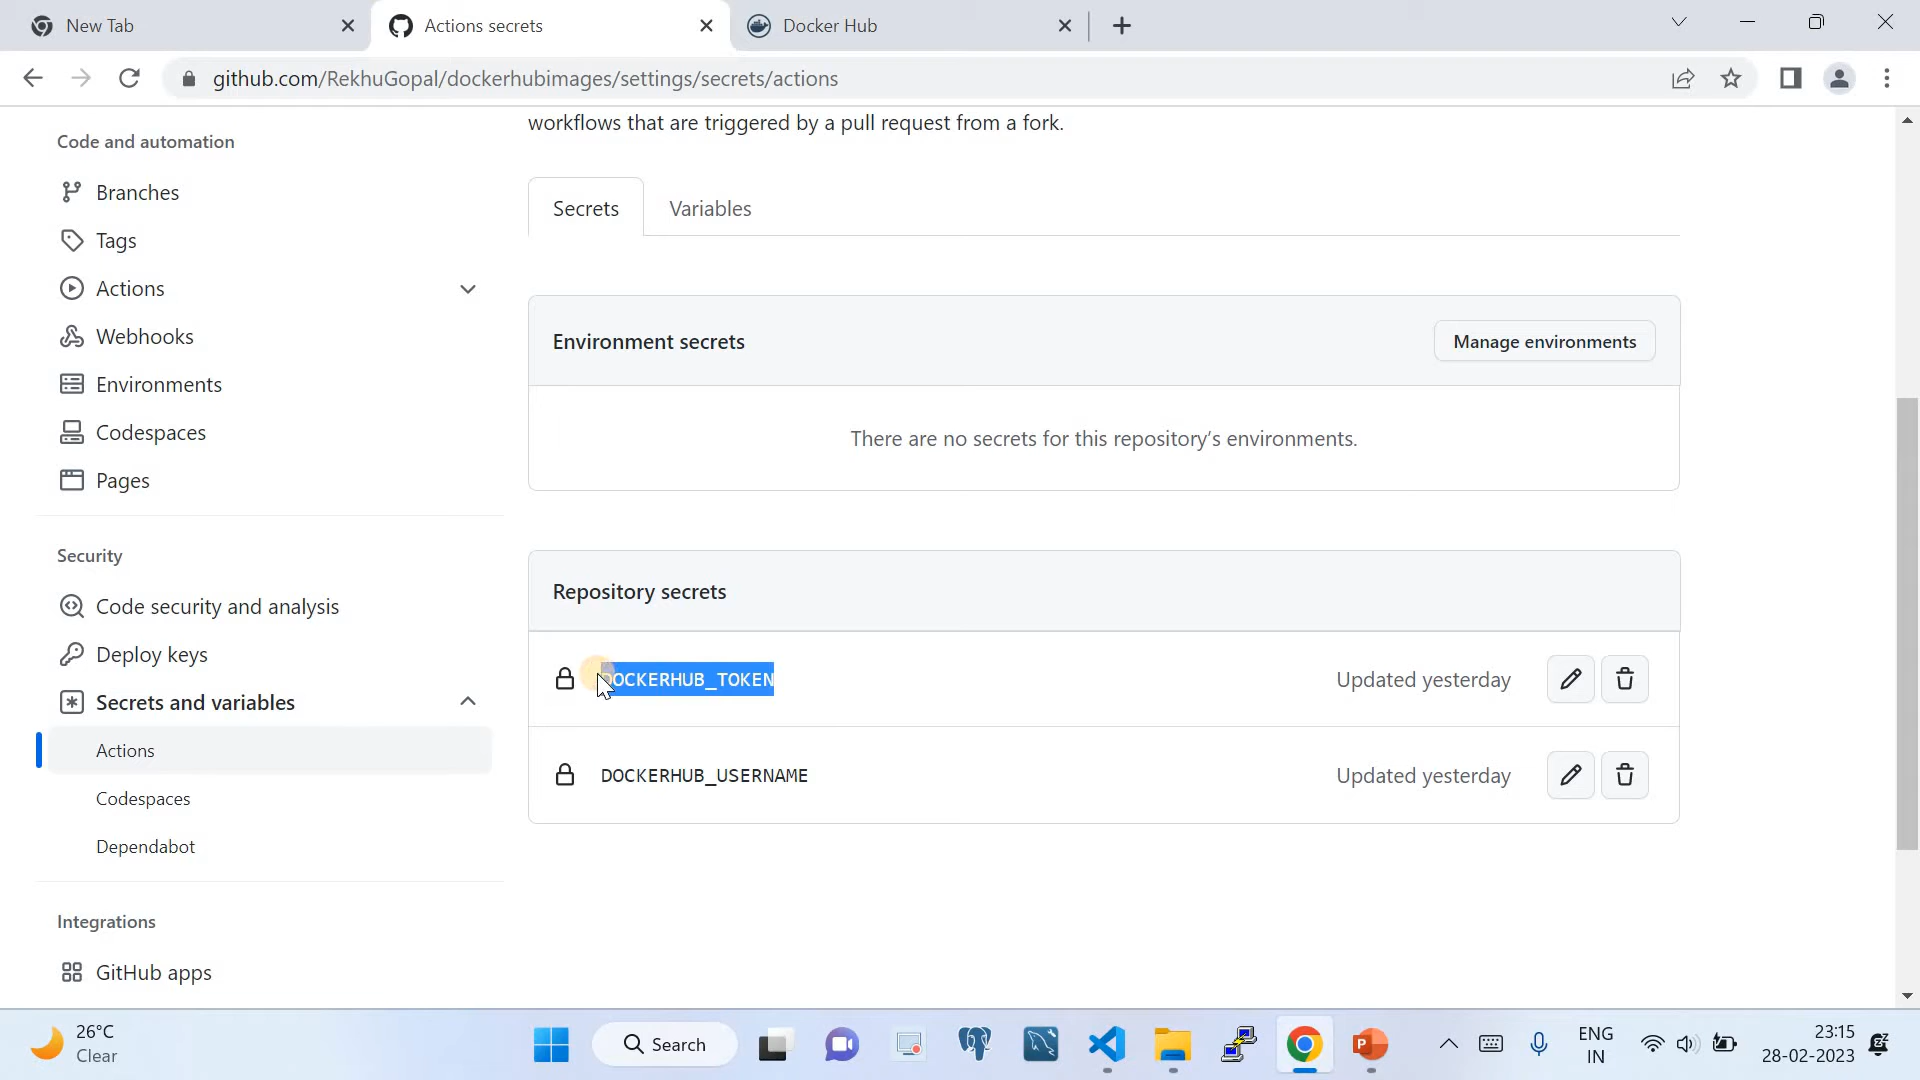 New Tab
Actions secrets
Docker Hub
github.com/RekhuGopal/dockerhubimages/settings/secrets/actions
workflows that are triggered by a pull request from a fork.
Code and automation
Branches
Tags
Actions
Webhooks
Environments
Codespaces
Pages
Security
Code security and analysis
Deploy keys
Secrets and variables
Actions
Codespaces
Dependabot
Integrations
GitHub apps
Secrets
Variables
Environment secrets
Manage environments
There are no secrets for this repository's environments.
Repository secrets
DOCKERHUB_TOKEN
Updated yesterday
DOCKERHUB_USERNAME
Updated yesterday
26°C
Clear
Search
ENG
IN
23:15
28-02-2023